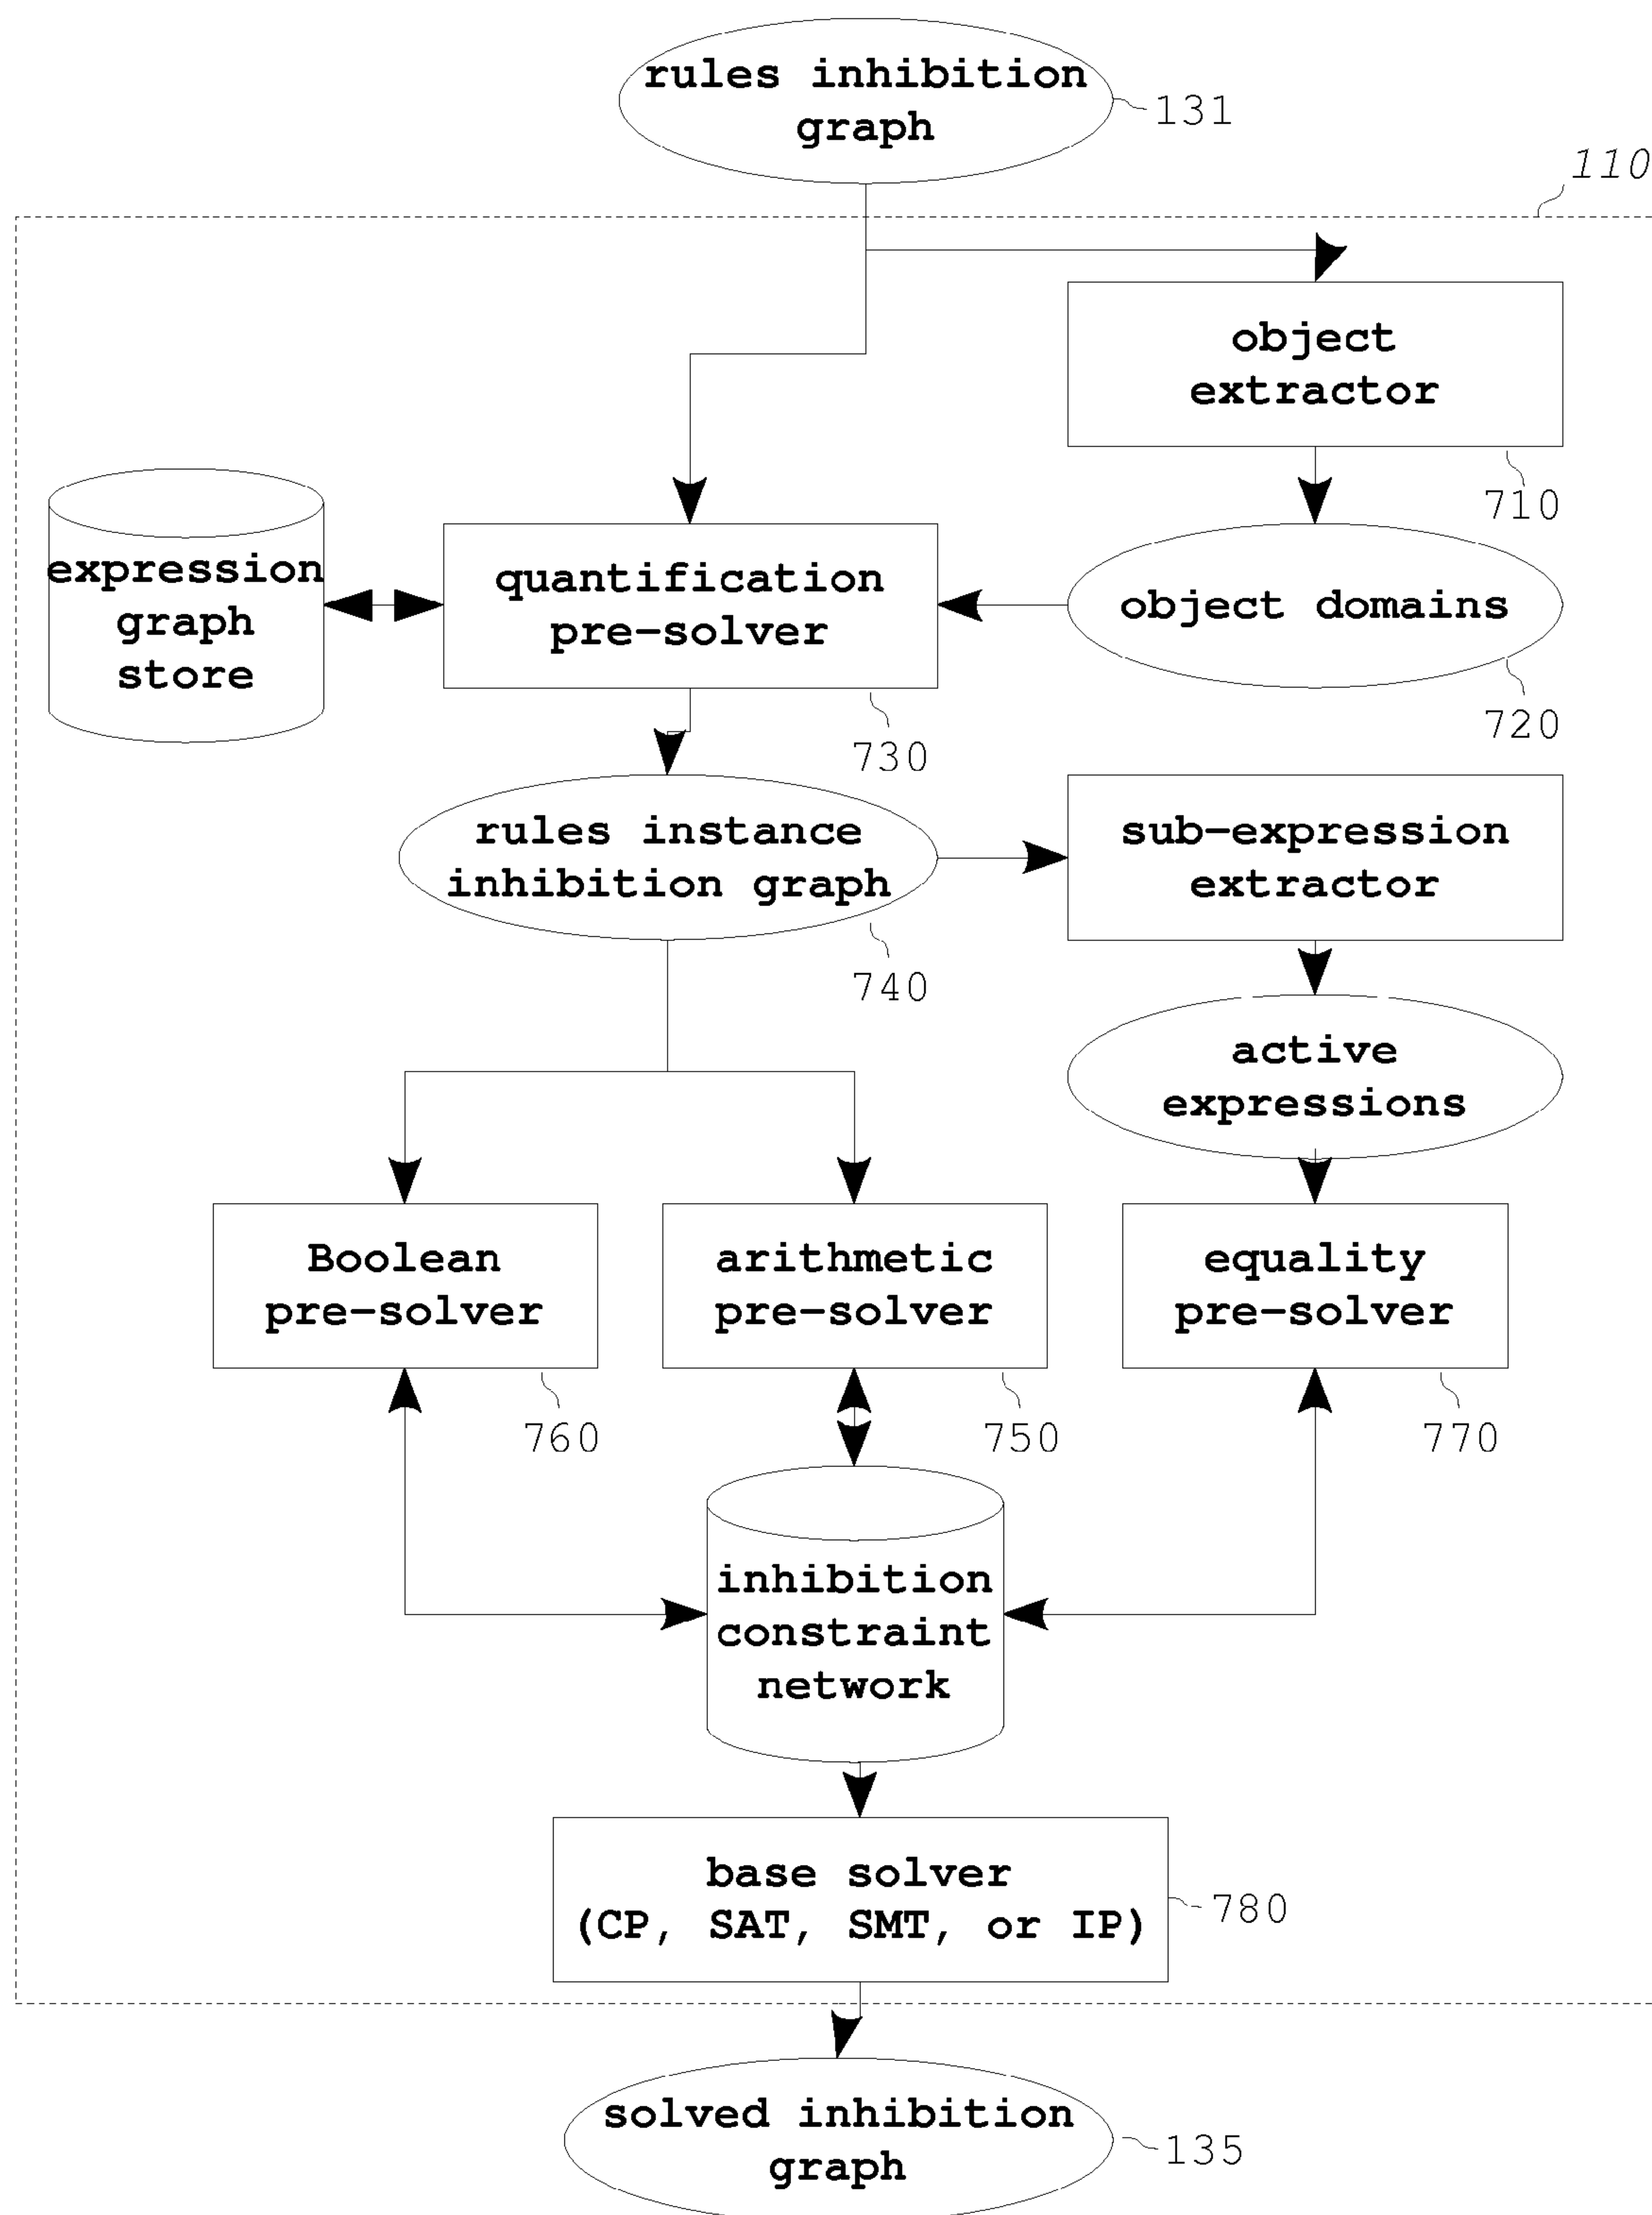 rules inhibition
graph
131
110
object
extractor
710
expression
graph
store
quantification
pre-solver
object domains
730
720
rules instance
inhibition graph
sub-expression
extractor
740
active
expressions
Boolean
pre-solver
arithmetic
pre-solver
equality
pre-solver
760
750
770
inhibition
constraint
network
base solver
(CP, SAT, SMT, or IP)
780
solved inhibition
graph
135